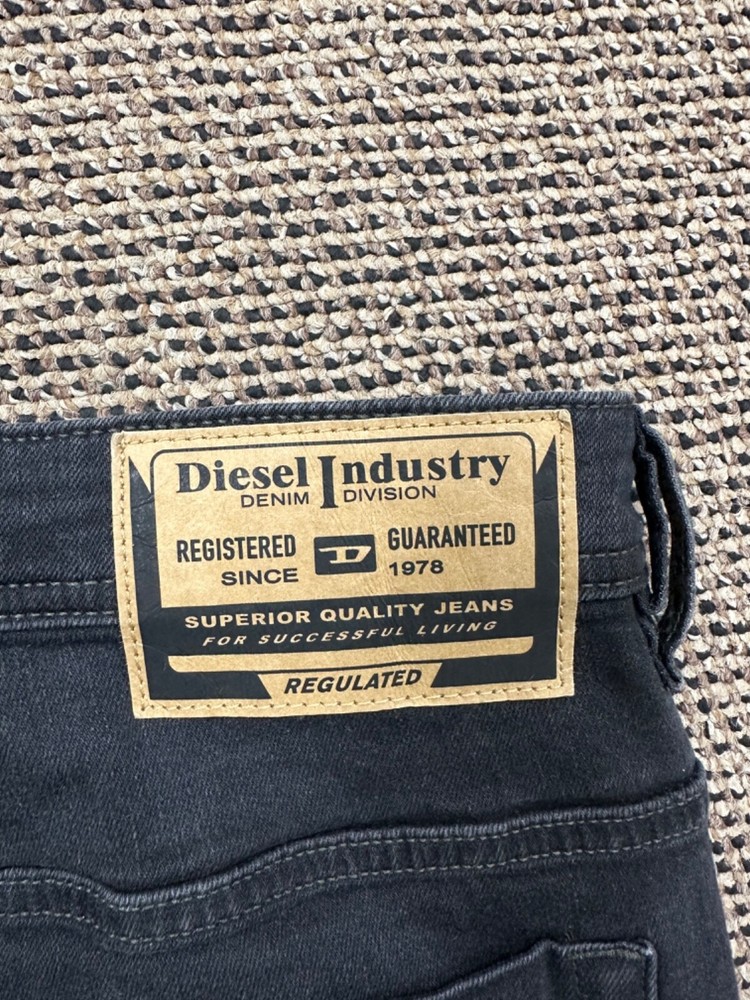 Diesel Industry
DENIM DIVISION
REGISTERED D GUARANTEED
SINCE 1978
SUPERIOR QUALITY JEANS
FOR SUCCESSFUL LIVING
REGULATED